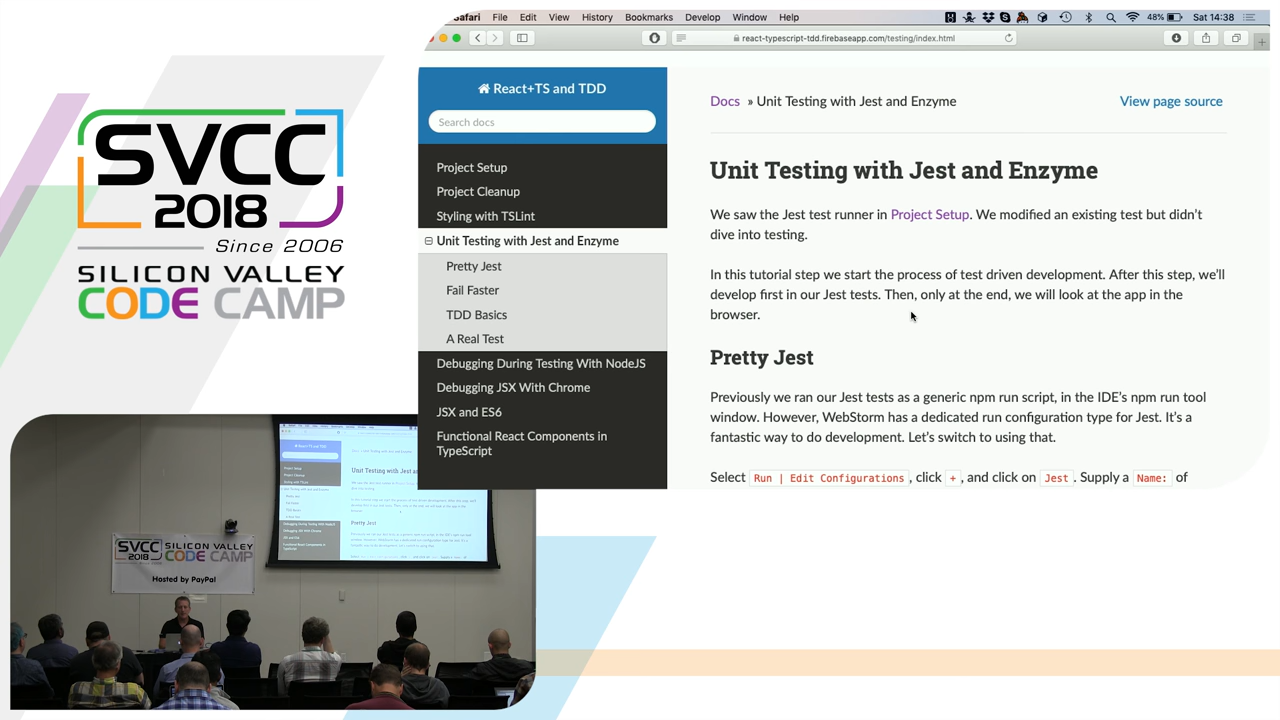 Safari File Edit View History Bookmarks Develop Window Help 48% Sat 14:38
react-typescript-tdd.firebaseapp.com/testing/index.html
SVCC
2018
Since 2006
SILICON VALLEY
CODE CAMP
React+TS and TDD
Search docs
Project Setup
Project Cleanup
Styling with TSLint
Unit Testing with Jest and Enzyme
Pretty Jest
Fail Faster
TDD Basics
A Real Test
Debugging During Testing With NodeJS
Debugging JSX With Chrome
JSX and ES6
Functional React Components in
TypeScript
Docs » Unit Testing with Jest and Enzyme
View page source
Unit Testing with Jest and Enzyme
We saw the Jest test runner in Project Setup. We modified an existing test but didn't
dive into testing.
In this tutorial step we start the process of test driven development. After this step, we'll
develop first in our Jest tests. Then, only at the end, we will look at the app in the
browser.
Pretty Jest
Previously we ran our Jest tests as a generic npm run script, in the IDE's npm run tool
window. However, WebStorm has a dedicated run configuration type for Jest. It's a
fantastic way to do development. Let's switch to using that.
Select Run | Edit Configurations , click + , and click on Jest . Supply a Name: of
SVCC
2018
SILICON VALLEY
CODE CAMP
Hosted by PayPal
Unit Testing with Jest a
Pretty Jest